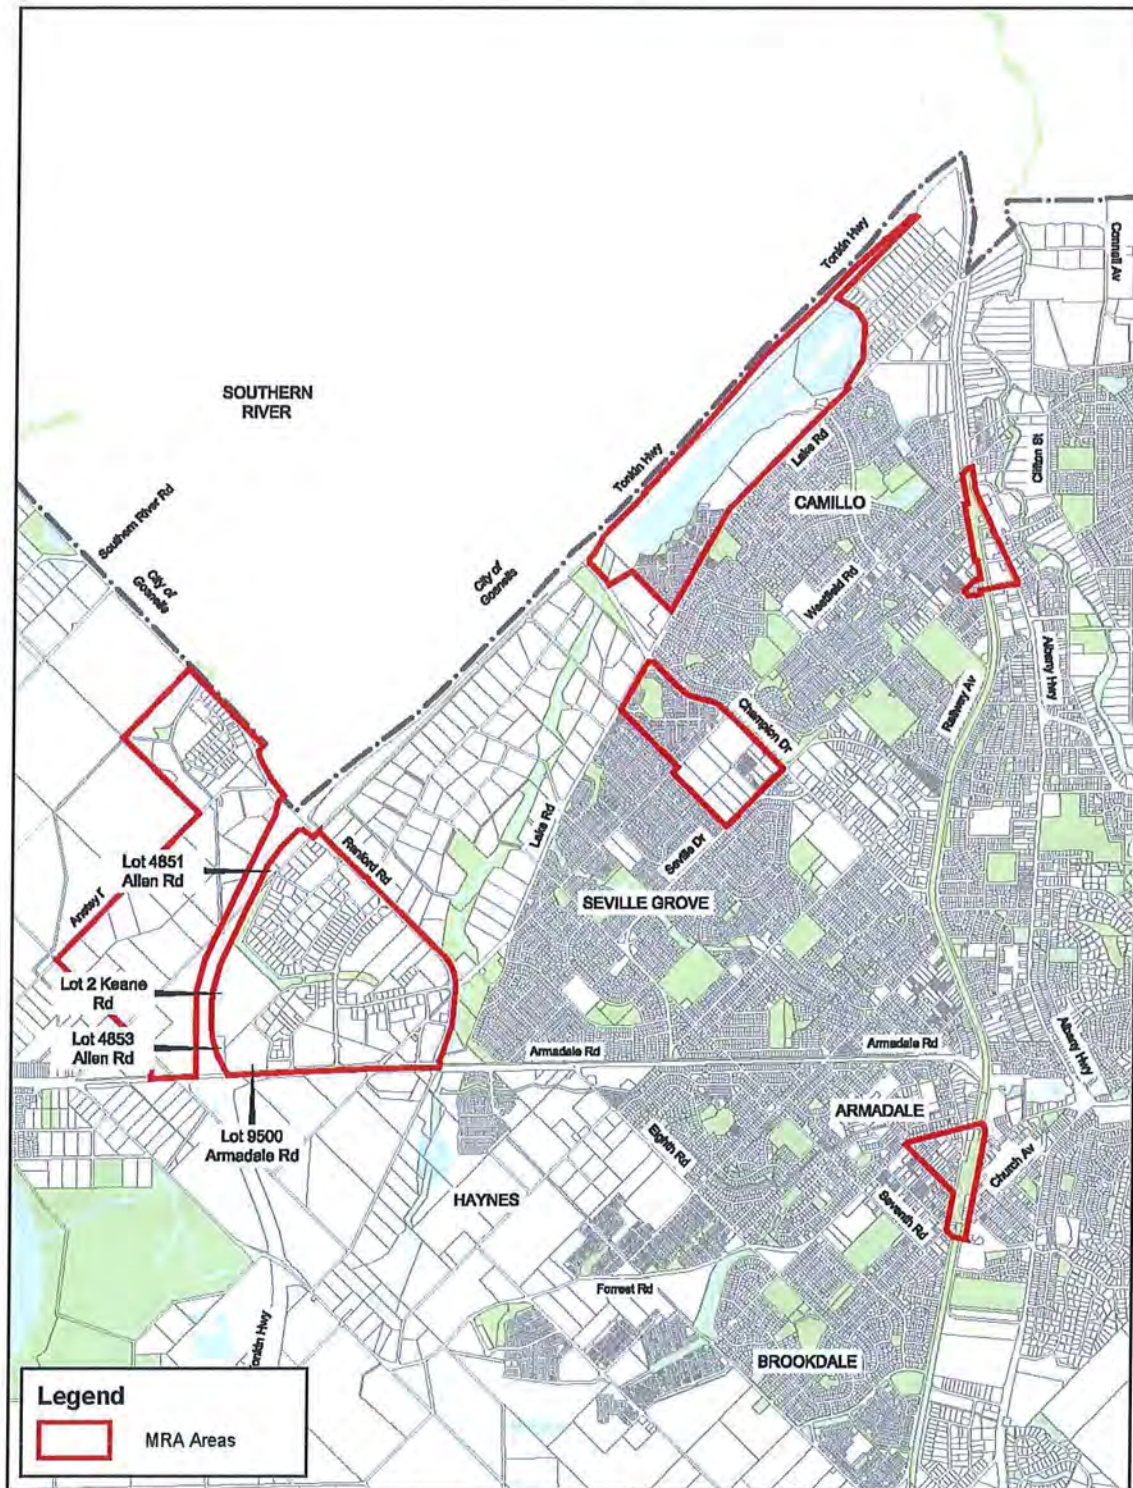 Connell Av
Tonkin Hwy
SOUTHERN
RIVER
Tonkin Hwy
Lake Rd
Clifton St
CAMILLO
Southern River Rd
City of
Gosnells
City of
Gosnells
Westfield Rd
Albany Hwy
Railway Av
Champion Dr
Lake Rd
Ranford Rd
Seville Dr
Lot 4851
Allen Rd
Anstey
SEVILLE GROVE
Lot 2 Keane
Rd
Lot 4853
Allen Rd
Armadale Rd
Armadale Rd
Albany Hwy
ARMADALE
Lot 9500
Armadale Rd
Eighth Rd
Church Av
HAYNES
Seventh Rd
Forrest Rd
Tonkin Hwy
BROOKDALE
Legend
MRA Areas